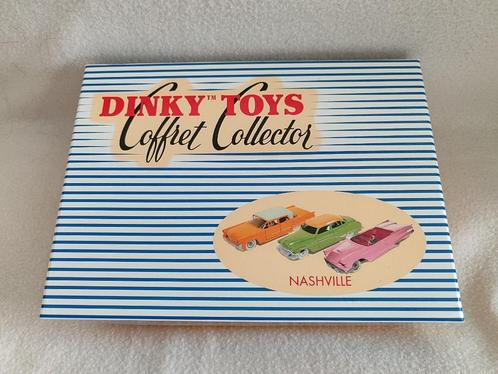 DINKY™ TOYS
Coffret Collector
NASHVILLE